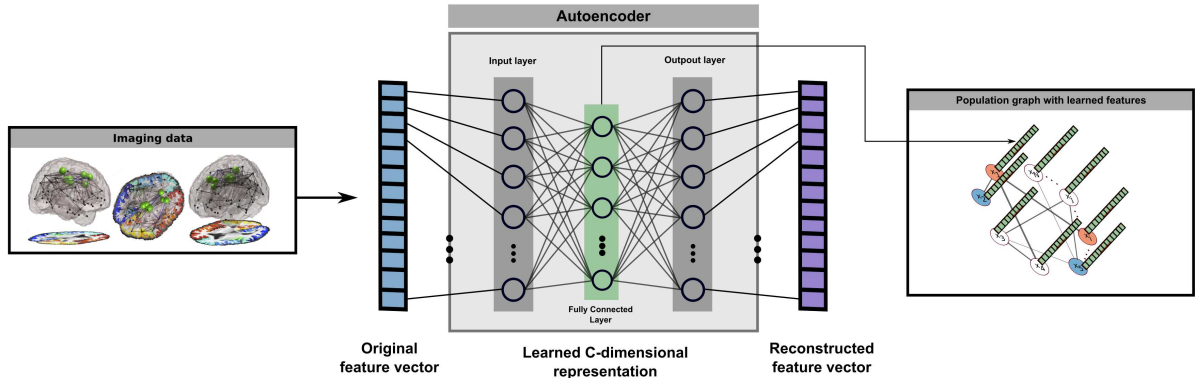 Autoencoder
Imaging data
Input layer
Output layer
Population graph with learned features
Fully Connected
Layer
Original
feature vector
Learned C-dimensional
representation
Reconstructed
feature vector